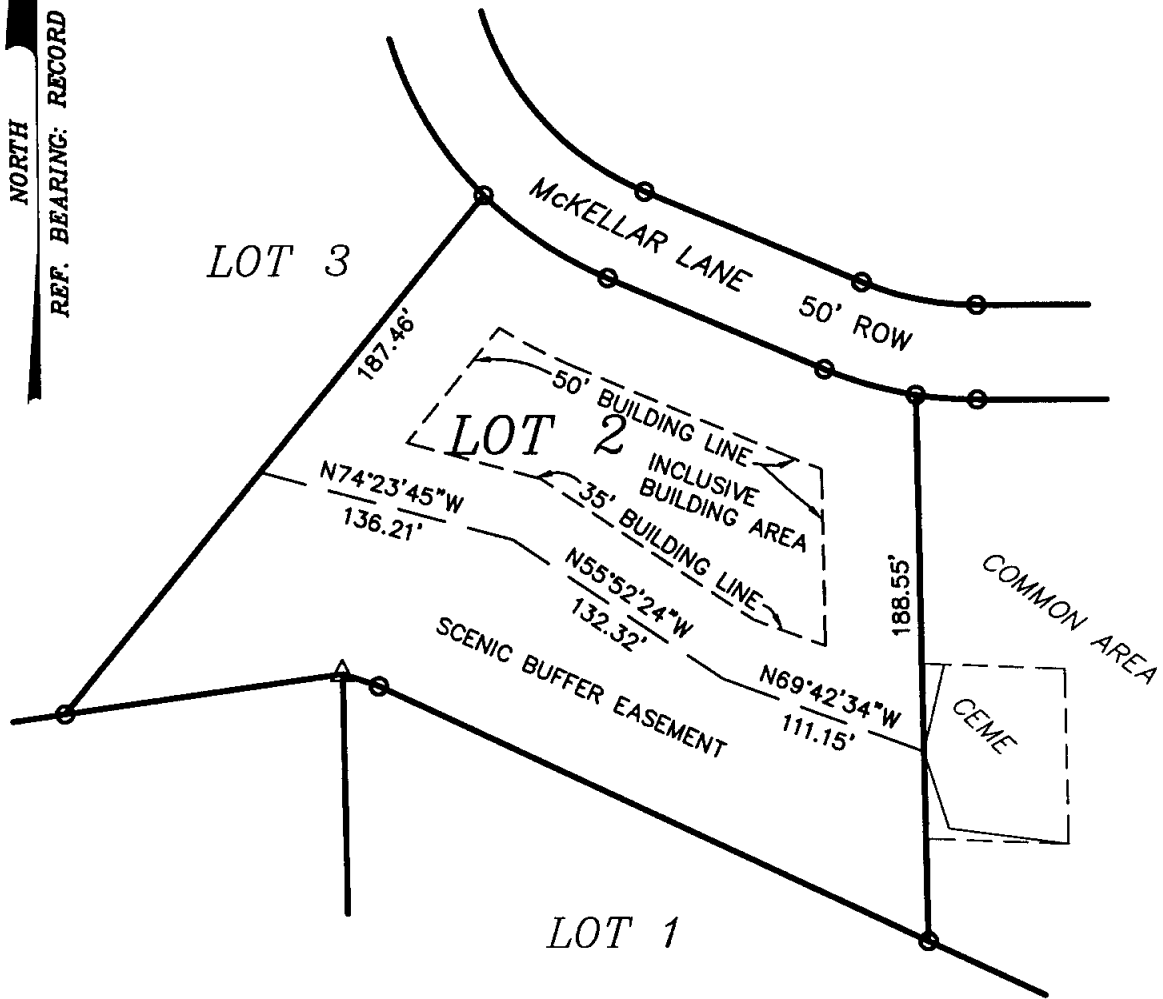 NORTH
REF. BEARING: RECORD
LOT 3
McKELLAR LANE
50' ROW
187.46'
50' BUILDING LINE
LOT 2
INCLUSIVE
BUILDING AREA
35' BUILDING LINE
N74°23'45"W
136.21'
N55°52'24"W
132.32'
188.55'
COMMON AREA
SCENIC BUFFER EASEMENT
N69°42'34"W
111.15'
CEME
LOT 1